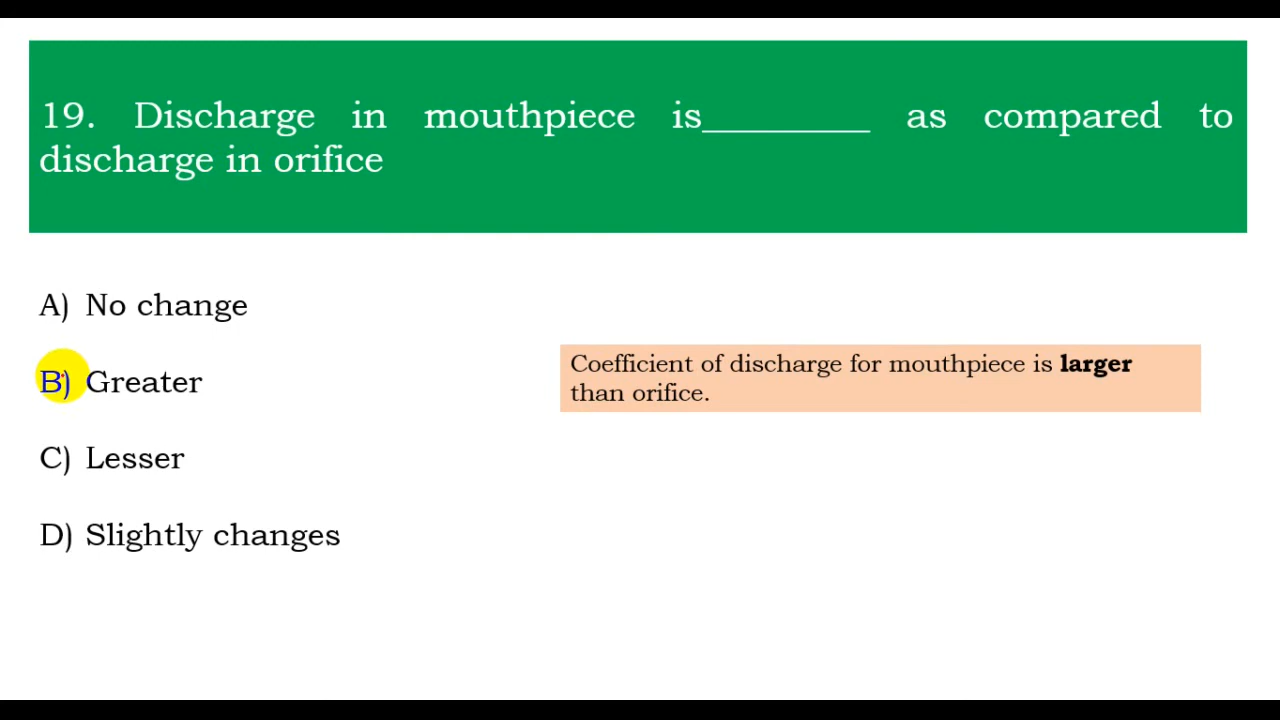 19. Discharge in mouthpiece is_________ as compared to
discharge in orifice
A) No change
B) Greater
Coefficient of discharge for mouthpiece is larger
than orifice.
C) Lesser
D) Slightly changes